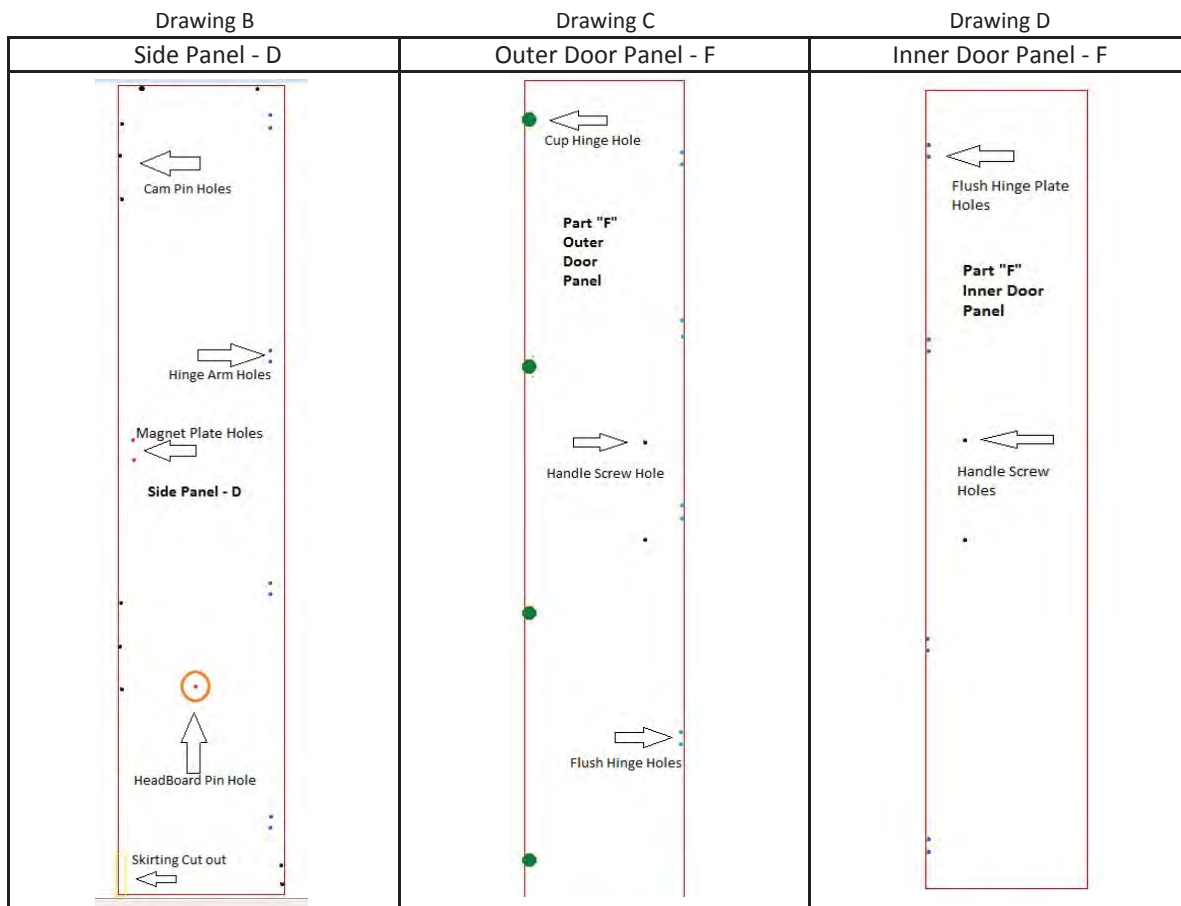 Drawing B
Drawing C
Drawing D
Side Panel - D
Outer Door Panel - F
Inner Door Panel - F
Cam Pin Holes
Hinge Arm Holes
Magnet Plate Holes
Side Panel - D
HeadBoard Pin Hole
Skirting Cut out
Cup Hinge Hole
Part "F"
Outer
Door
Panel
Handle Screw Hole
Flush Hinge Holes
Flush Hinge Plate
Holes
Part "F"
Inner Door
Panel
Handle Screw
Holes